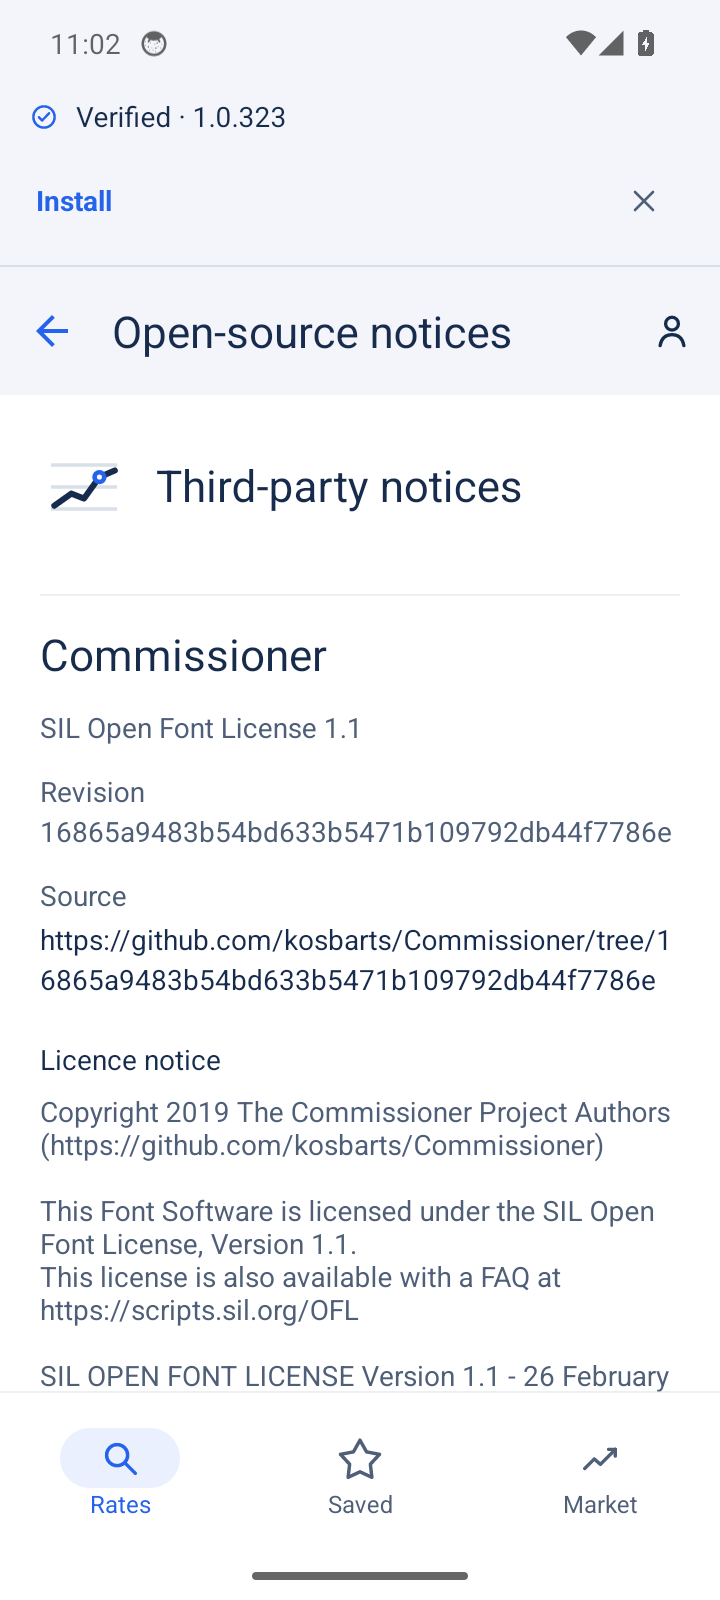 11:02
Verified · 1.0.323
Install
Open-source notices
Third-party notices
Commissioner
SIL Open Font License 1.1
Revision
16865a9483b54bd633b5471b109792db44f7786e
Source
https://github.com/kosbarts/Commissioner/tree/1
6865a9483b54bd633b5471b109792db44f7786e
Licence notice
Copyright 2019 The Commissioner Project Authors
(https://github.com/kosbarts/Commissioner)
This Font Software is licensed under the SIL Open
Font License, Version 1.1.
This license is also available with a FAQ at
https://scripts.sil.org/OFL
SIL OPEN FONT LICENSE Version 1.1 - 26 February
Rates
Saved
Market